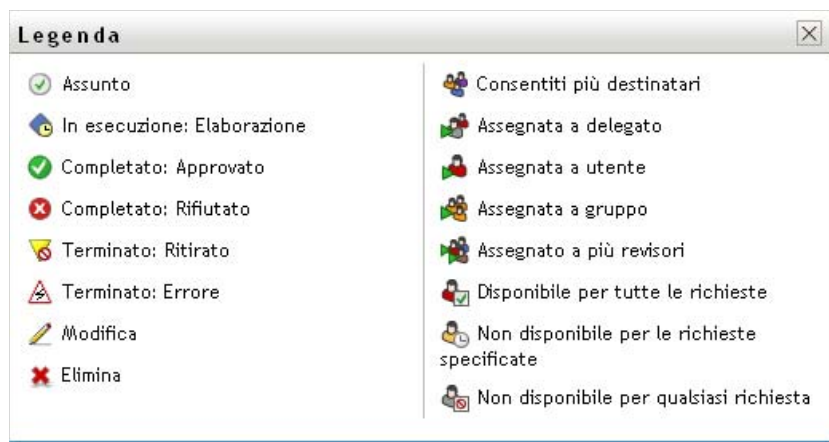 Legenda
Assunto
In esecuzione: Elaborazione
Completato: Approvato
Completato: Rifiutato
Terminato: Ritirato
Terminato: Errore
Modifica
Elimina
Consentiti più destinatari
Assegnata a delegato
Assegnata a utente
Assegnata a gruppo
Assegnato a più revisori
Disponibile per tutte le richieste
Non disponibile per le richieste
specificate
Non disponibile per qualsiasi richiesta